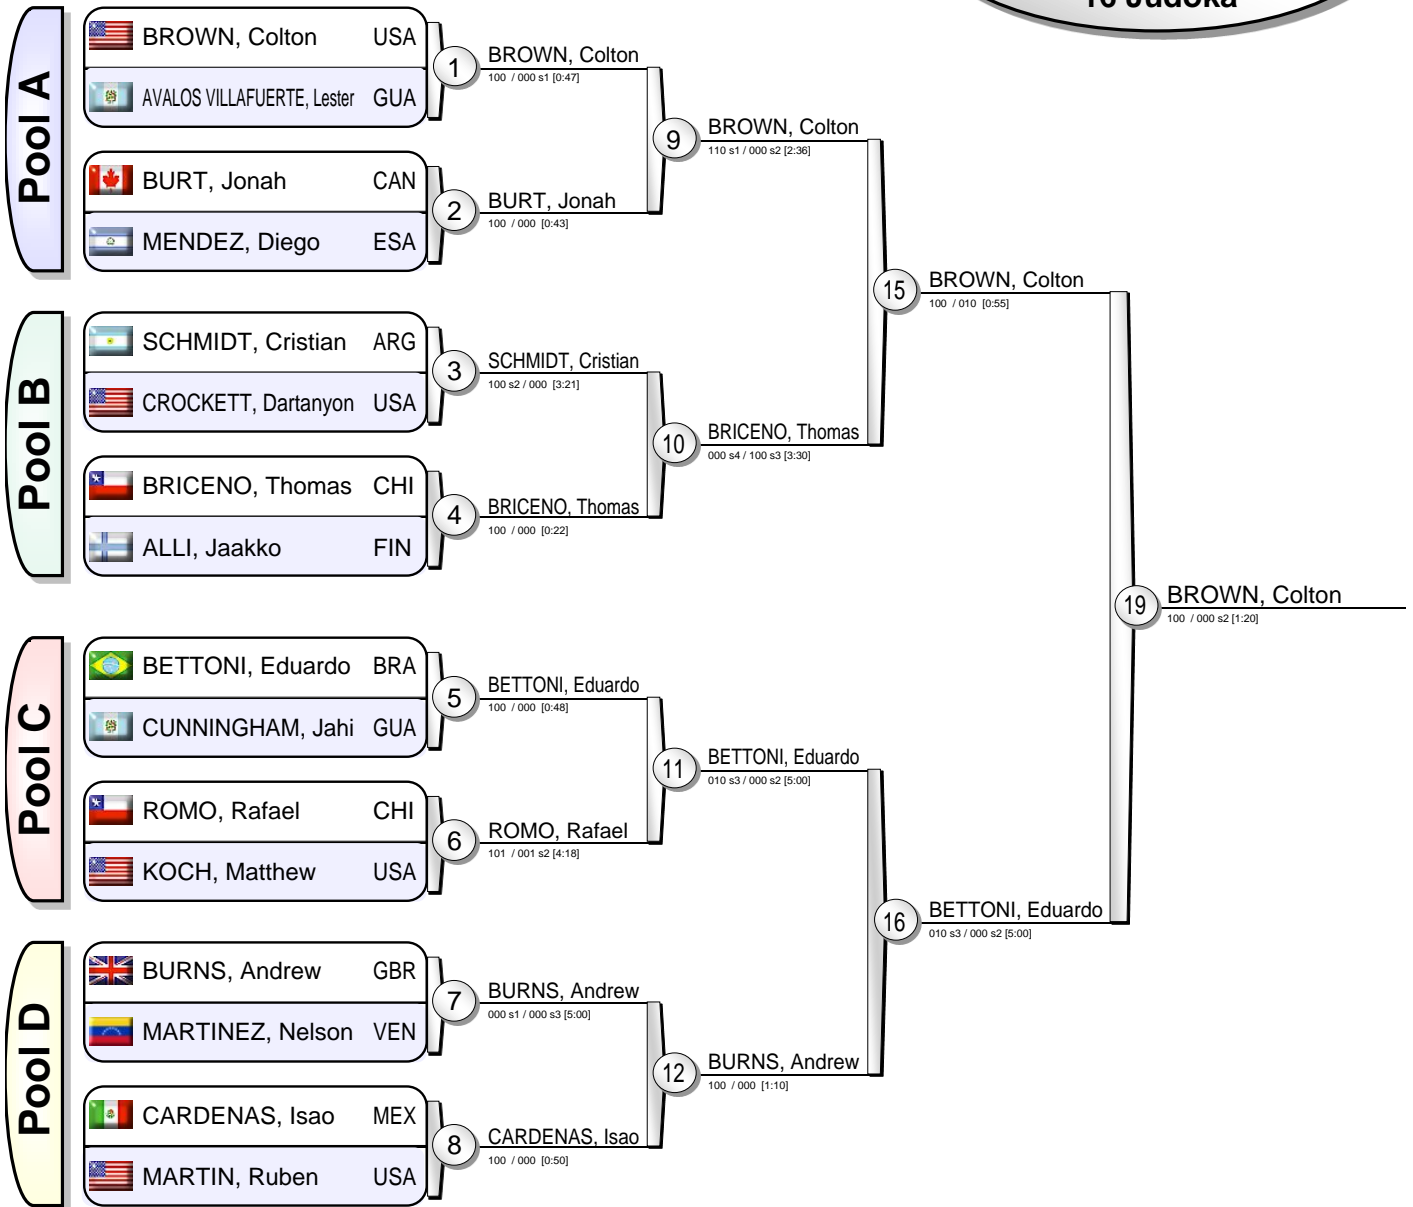 16 Judoka
Pool A
BROWN, Colton USA
AVALOS VILLAFUERTE, Lester GUA
1
BROWN, Colton
100 / 000 s1 [0:47]
BURT, Jonah CAN
MENDEZ, Diego ESA
2
BURT, Jonah
100 / 000 [0:43]
9
BROWN, Colton
110 s1 / 000 s2 [2:36]
Pool B
SCHMIDT, Cristian ARG
CROCKETT, Dartanyon USA
3
SCHMIDT, Cristian
100 s2 / 000 [3:21]
BRICENO, Thomas CHI
ALLI, Jaakko FIN
4
BRICENO, Thomas
100 / 000 [0:22]
10
BRICENO, Thomas
000 s4 / 100 s3 [3:30]
15
BROWN, Colton
100 / 010 [0:55]
Pool C
BETTONI, Eduardo BRA
CUNNINGHAM, Jahi GUA
5
BETTONI, Eduardo
100 / 000 [0:48]
ROMO, Rafael CHI
KOCH, Matthew USA
6
ROMO, Rafael
101 / 001 s2 [4:18]
11
BETTONI, Eduardo
010 s3 / 000 s2 [5:00]
Pool D
BURNS, Andrew GBR
MARTINEZ, Nelson VEN
7
BURNS, Andrew
000 s1 / 000 s3 [5:00]
CARDENAS, Isao MEX
MARTIN, Ruben USA
8
CARDENAS, Isao
100 / 000 [0:50]
12
BURNS, Andrew
100 / 000 [1:10]
16
BETTONI, Eduardo
010 s3 / 000 s2 [5:00]
19
BROWN, Colton
100 / 000 s2 [1:20]